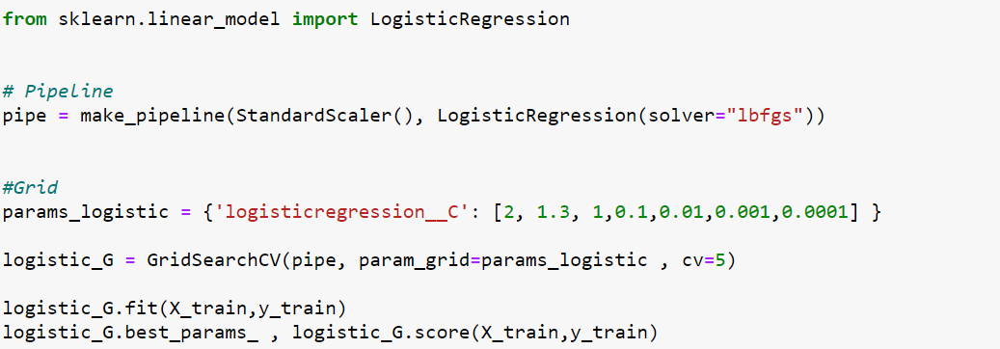 from sklearn.linear_model import LogisticRegression
# Pipeline
pipe = make_pipeline(StandardScaler(), LogisticRegression(solver="lbfgs"))
#Grid
params_logistic = {'logisticregression__C': [2, 1.3, 1,0.1,0.01,0.001,0.0001] }
logistic_G = GridSearchCV(pipe, param_grid=params_logistic , cv=5)
logistic_G.fit(X_train,y_train)
logistic_G.best_params_ , logistic_G.score(X_train,y_train)